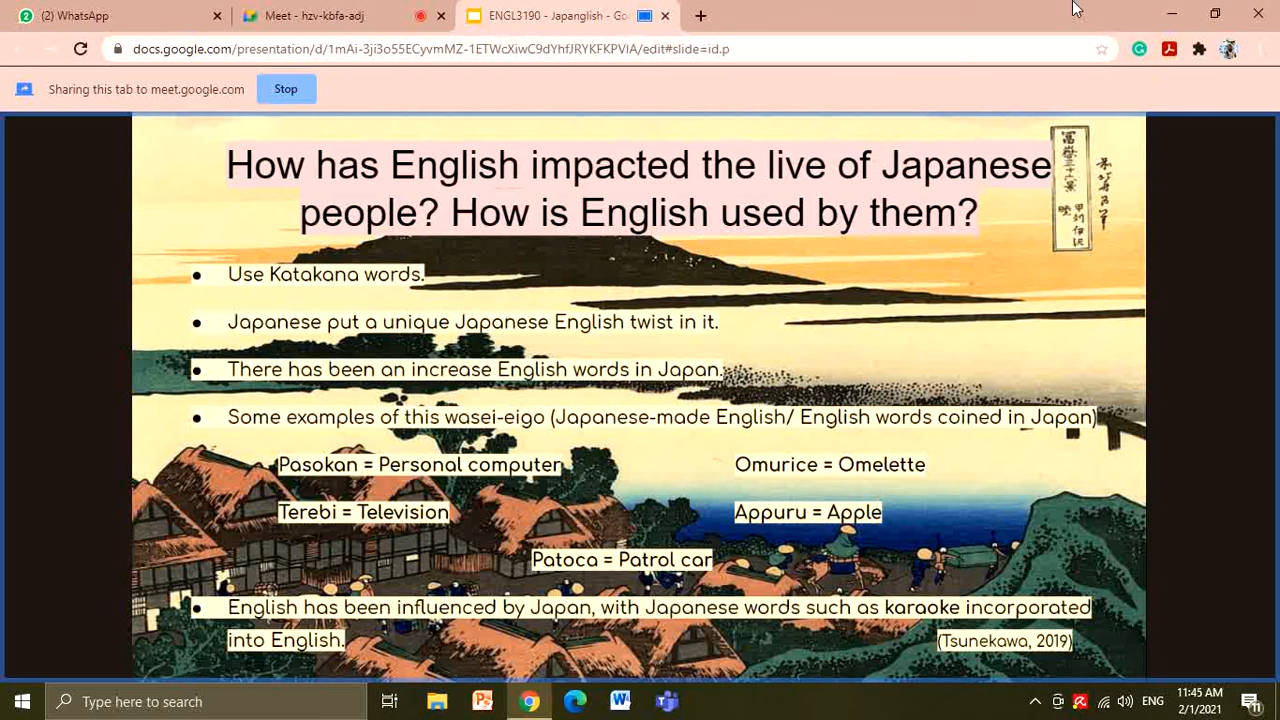 (2) WhatsApp
Meet - hzv-kbfa-adj
ENGL3190 - Japanglish - Go
docs.google.com/presentation/d/1mAi-3ji3o55ECyvmMZ-1ETWcXiwC9dYhfJRYKFKPVIA/edit#slide=id.p
Sharing this tab to meet.google.com
Stop
How has English impacted the live of Japanese
people? How is English used by them?
● Use Katakana words.
● Japanese put a unique Japanese English twist in it.
● There has been an increase English words in Japan.
● Some examples of this wasei-eigo (Japanese-made English/ English words coined in Japan)
Pasokan = Personal computer
Omurice = Omelette
Terebi = Television
Appuru = Apple
Patoca = Patrol car
● English has been influenced by Japan, with Japanese words such as karaoke incorporated
into English.
(Tsunekawa, 2019)
Type here to search
ENG
11:45 AM
2/1/2021